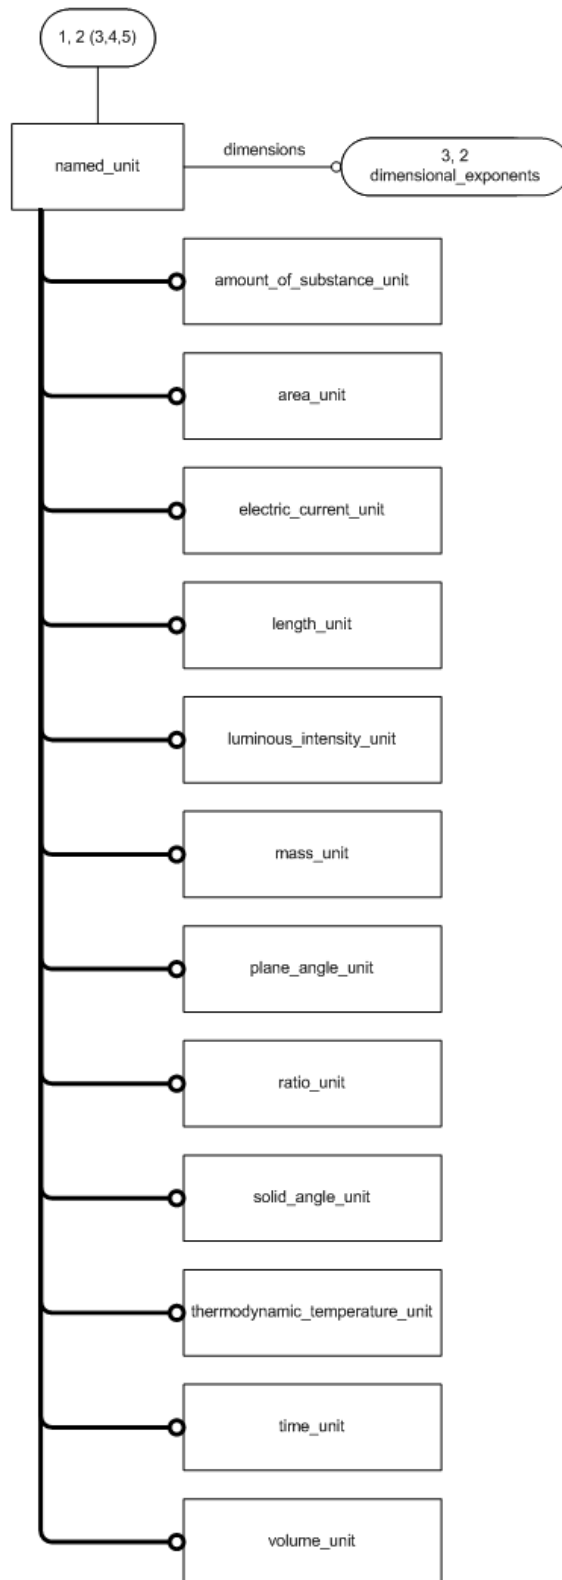 1, 2 (3,4,5)
named_unit
dimensions
3, 2
dimensional_exponents
amount_of_substance_unit
area_unit
electric_current_unit
length_unit
luminous_intensity_unit
mass_unit
plane_angle_unit
ratio_unit
solid_angle_unit
thermodynamic_temperature_unit
time_unit
volume_unit